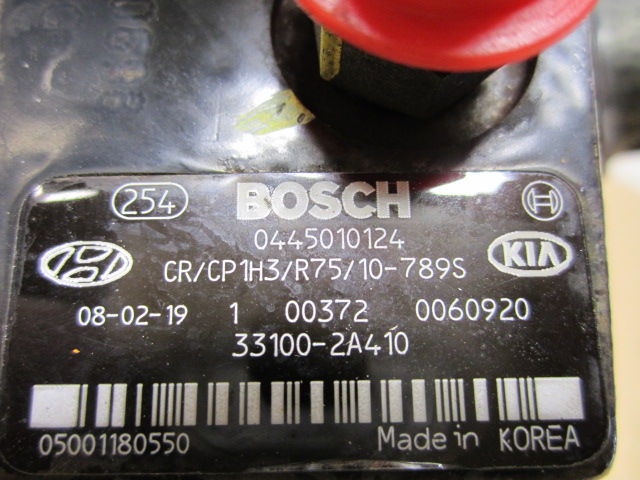 254 BOSCH
0445010124
CR/CP1H3/R75/10-789S KIA
08-02-19 1 00372 0060920
33100-2A410
05001180550 Made in KOREA